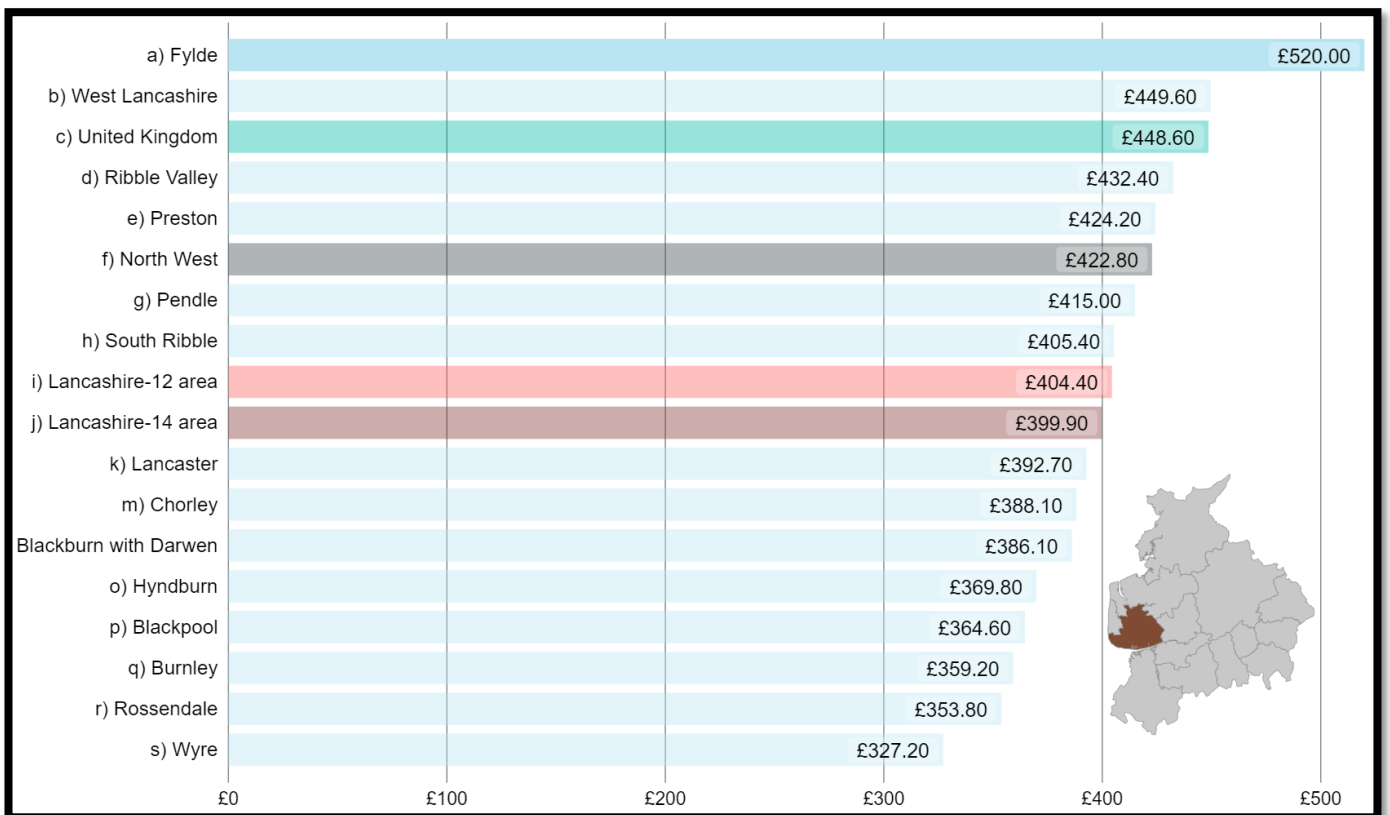 a) Fylde £520.00
b) West Lancashire £449.60
c) United Kingdom £448.60
d) Ribble Valley £432.40
e) Preston £424.20
f) North West £422.80
g) Pendle £415.00
h) South Ribble £405.40
i) Lancashire-12 area £404.40
j) Lancashire-14 area £399.90
k) Lancaster £392.70
m) Chorley £388.10
Blackburn with Darwen £386.10
o) Hyndburn £369.80
p) Blackpool £364.60
q) Burnley £359.20
r) Rossendale £353.80
s) Wyre £327.20
£0 £100 £200 £300 £400 £500